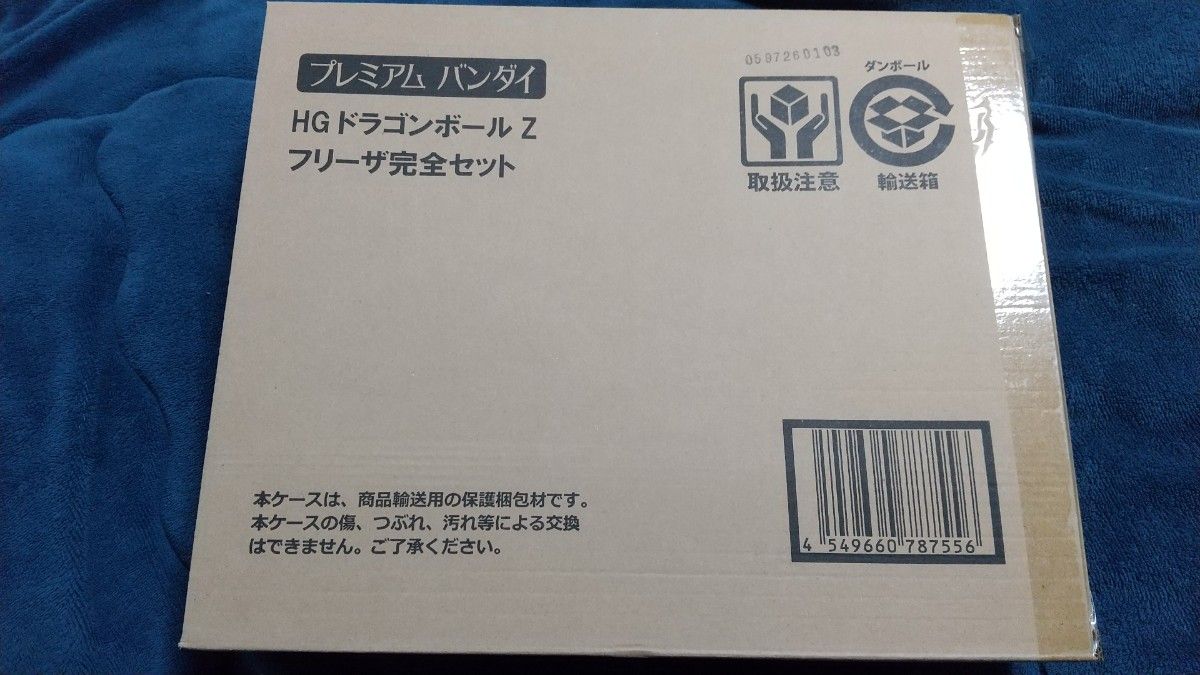 プレミアム バンダイ
HGドラゴンボールZ
フリーザ完全セット
0597260103
取扱注意
ダンボール
輸送箱
本ケースは、商品輸送用の保護梱包材です。
本ケースの傷、つぶれ、汚れ等による交換
はできません。ご了承ください。
4 549660 787556